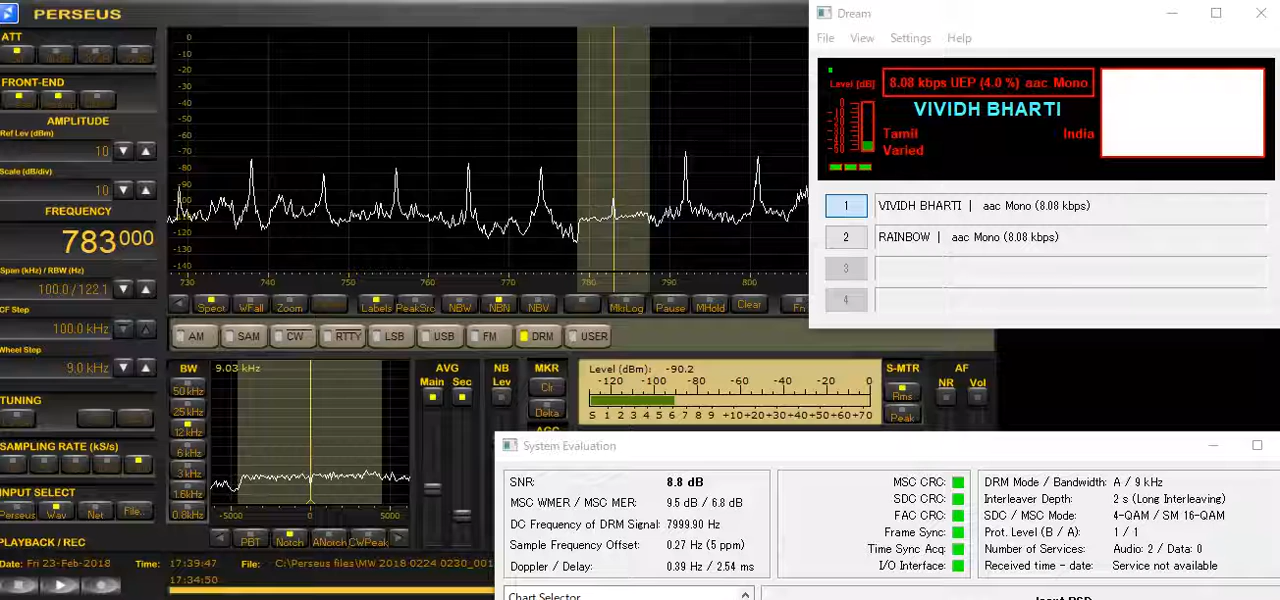 PERSEUS
ATT
FRONT-END
AMPLITUDE
Ref Lev (dBm)
10
Scale (dB/div)
10
FREQUENCY
783000
Span (kHz) / RBW (Hz)
100.0 / 122.1
CF Step
100.0 kHz
Wheel Step
9.0 kHz
TUNING
SAMPLING RATE (kS/s)
INPUT SELECT
Perseus Wav Net File..
PLAYBACK / REC
Date: Fri 23-Feb-2018 Time: 17:39:47 File: C:\Perseus files\MW 2018 0224 0230_001
17:34:50
0
-10
-20
-30
-40
-50
-60
-70
-80
-90
-100
-110
-120
-130
-140
730 740 750 760 770 780 790 800
Spect WFall Zoom Labels PeakSrc NBW NBN NBV MkrLog Pause MHold Clear Fn
AM SAM CW RTTY LSB USB FM DRM USER
BW
50 kHz
25 kHz
12 kHz
6 kHz
3 kHz
1.6kHz
0.8kHz
9.03 kHz
-5000 0 5000
PBT Notch ANotch CWPeak
AVG
Main Sec
NB
Lev
MKR
Clr
Delta
AGC
Level (dBm): -90.2
-120 -100 -80 -60 -40 -20 0
S 1 2 3 4 5 6 7 8 9 +10+20+30+40+50+60+70
S-MTR
Rms
Peak
AF
NR Vol
Dream
File View Settings Help
Level [dB]
8.08 kbps UEP (4.0 %) aac Mono
VIVIDH BHARTI
Tamil India
Varied
1 VIVIDH BHARTI | aac Mono (8.08 kbps)
2 RAINBOW | aac Mono (8.08 kbps)
3
4
System Evaluation
SNR: 8.8 dB
MSC WMER / MSC MER: 9.5 dB / 6.8 dB
DC Frequency of DRM Signal: 7999.90 Hz
Sample Frequency Offset: 0.27 Hz (5 ppm)
Doppler / Delay: 0.39 Hz / 2.54 ms
MSC CRC:
SDC CRC:
FAC CRC:
Frame Sync:
Time Sync Acq:
I/O Interface:
DRM Mode / Bandwidth: A / 9 kHz
Interleaver Depth: 2 s (Long Interleaving)
SDC / MSC Mode: 4-QAM / SM 16-QAM
Prot. Level (B / A): 1 / 1
Number of Services: Audio: 2 / Data: 0
Received time - date: Service not available
Chart Selector
Input PSD